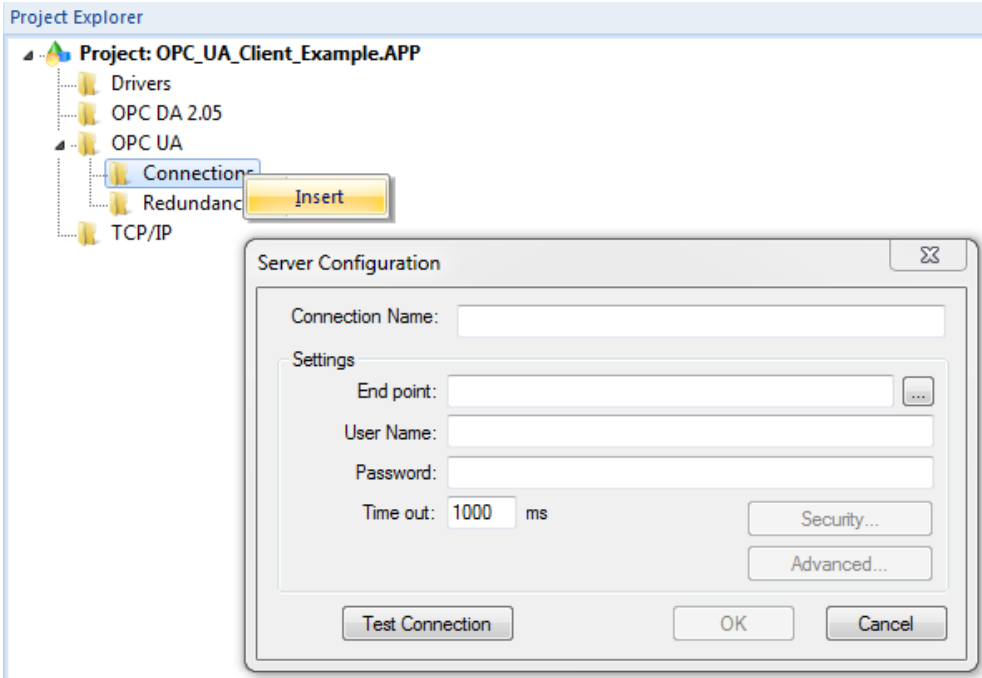 Project Explorer
Project: OPC_UA_Client_Example.APP
Drivers
OPC DA 2.05
OPC UA
Connections
Insert
Redundanc
TCP/IP
Server Configuration
Connection Name:
Settings
End point:
...
User Name:
Password:
Time out: 1000 ms
Security...
Advanced...
Test Connection OK Cancel